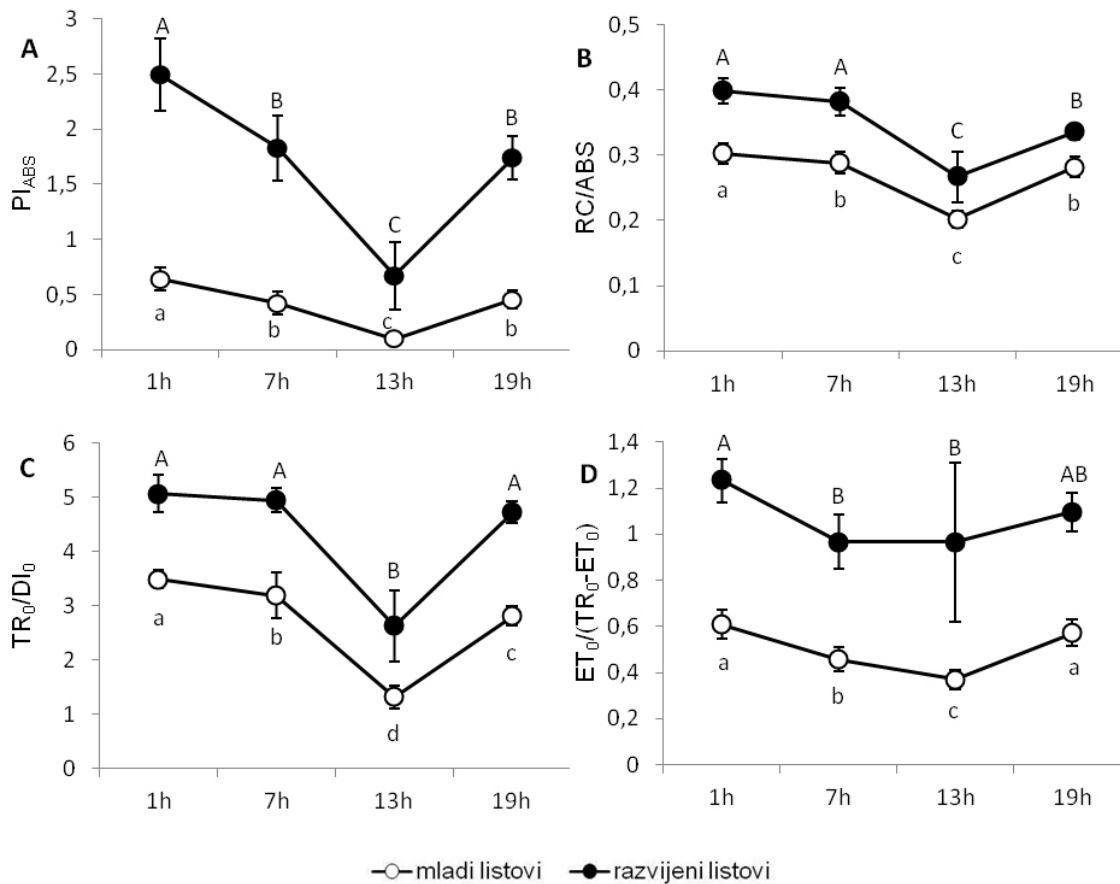 A
PI_ABS
3
2,5
2
1,5
1
0,5
0
A
B
C
B
a
b
c
b
1h 7h 13h 19h
B
RC/ABS
0,5
0,4
0,3
0,2
0,1
0
A
A
C
B
a
b
c
b
1h 7h 13h 19h
C
TR₀/DI₀
6
5
4
3
2
1
0
A
A
B
A
a
b
d
c
1h 7h 13h 19h
D
ET₀/(TR₀-ET₀)
1,4
1,2
1
0,8
0,6
0,4
0,2
0
A
B
B
AB
a
b
c
a
1h 7h 13h 19h
mladi listovi razvijeni listovi